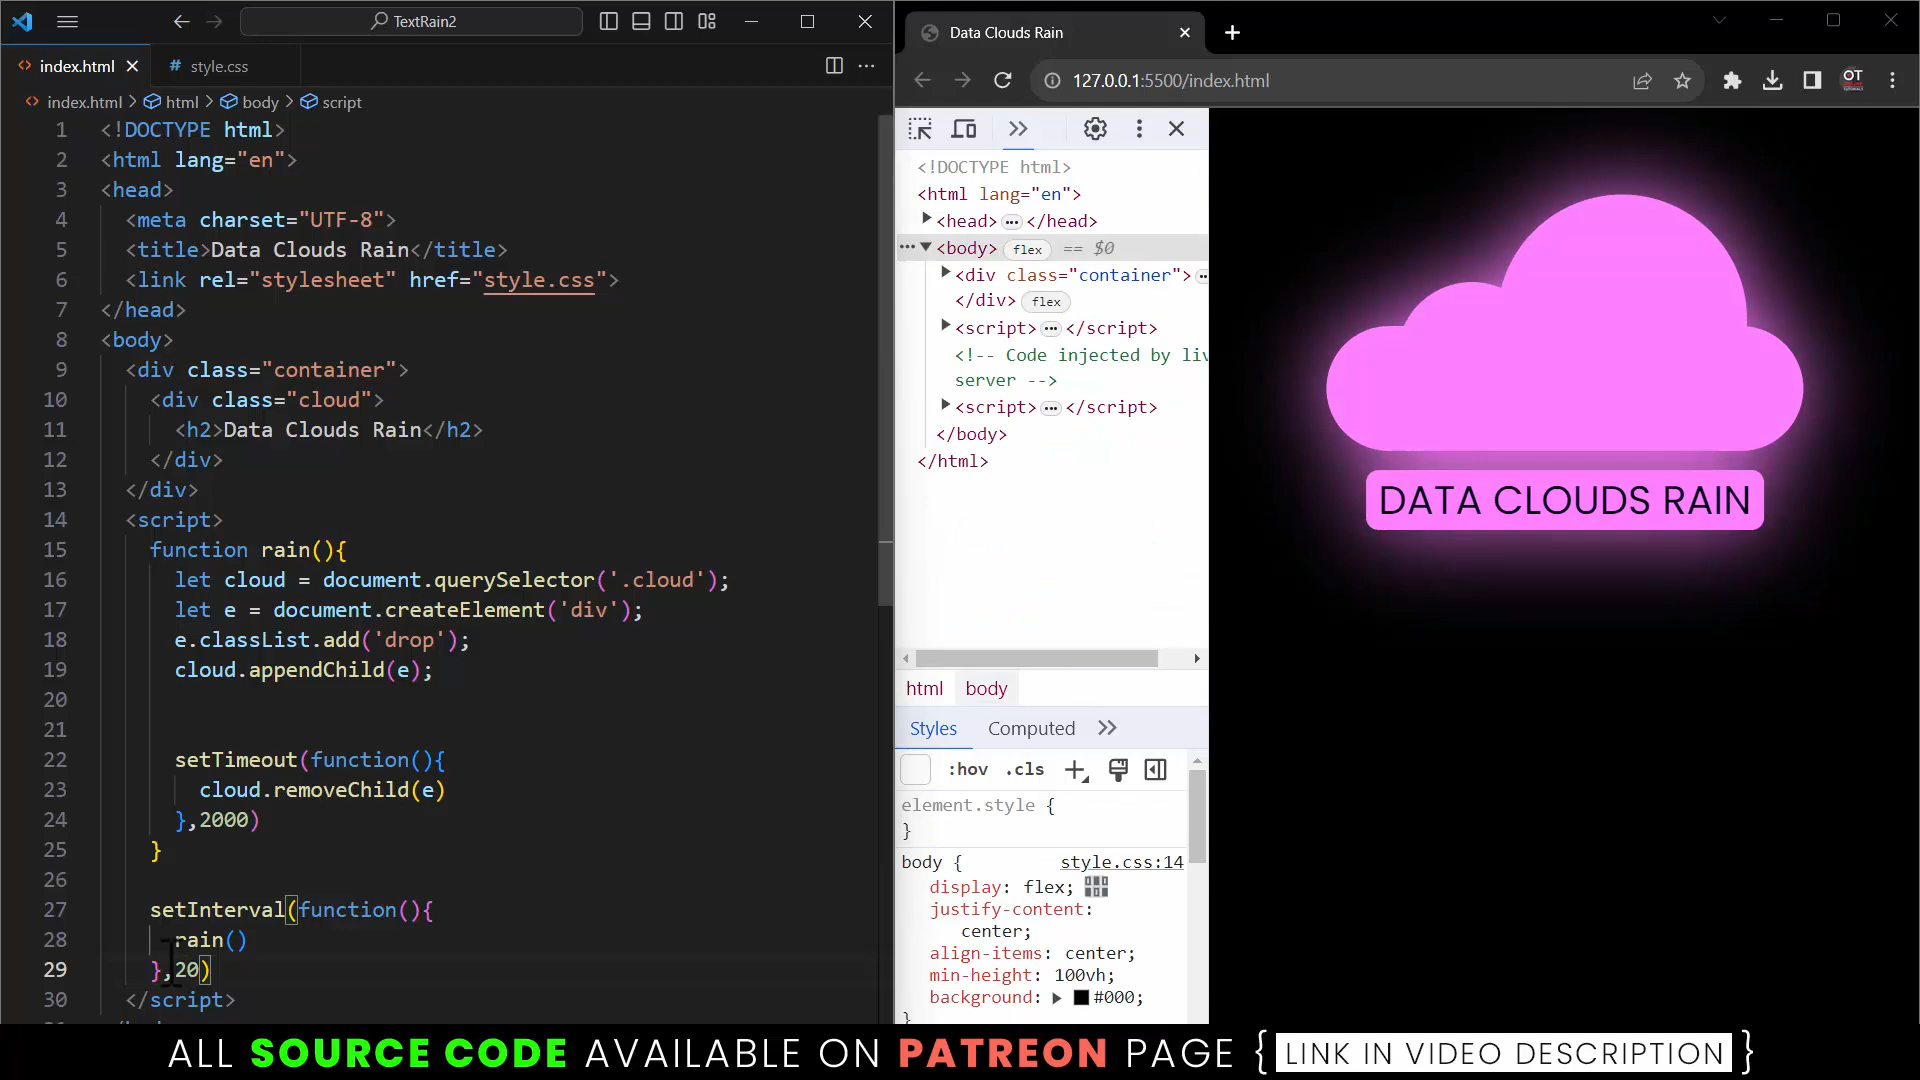 TextRain2
index.html
# style.css
index.html > html > body > script
1 <!DOCTYPE html>
2 <html lang="en">
3 <head>
4 <meta charset="UTF-8">
5 <title>Data Clouds Rain</title>
6 <link rel="stylesheet" href="style.css">
7 </head>
8 <body>
9 <div class="container">
10 <div class="cloud">
11 <h2>Data Clouds Rain</h2>
12 </div>
13 </div>
14 <script>
15 function rain(){
16 let cloud = document.querySelector('.cloud');
17 let e = document.createElement('div');
18 e.classList.add('drop');
19 cloud.appendChild(e);
20
21
22 setTimeout(function(){
23 cloud.removeChild(e)
24 },2000)
25 }
26
27 setInterval(function(){
28 rain()
29 },20)
30 </script>
Data Clouds Rain
127.0.0.1:5500/index.html
OT
<!DOCTYPE html>
<html lang="en">
<head> ··· </head>
··· <body> flex == $0
<div class="container"> ··
</div> flex
<script> ··· </script>
<!-- Code injected by liv
server -->
<script> ··· </script>
</body>
</html>
html body
Styles Computed
:hov .cls
element.style {
}
body { style.css:14
display: flex;
justify-content:
center;
align-items: center;
min-height: 100vh;
background: #000;
}
DATA CLOUDS RAIN
ALL SOURCE CODE AVAILABLE ON PATREON PAGE { LINK IN VIDEO DESCRIPTION }